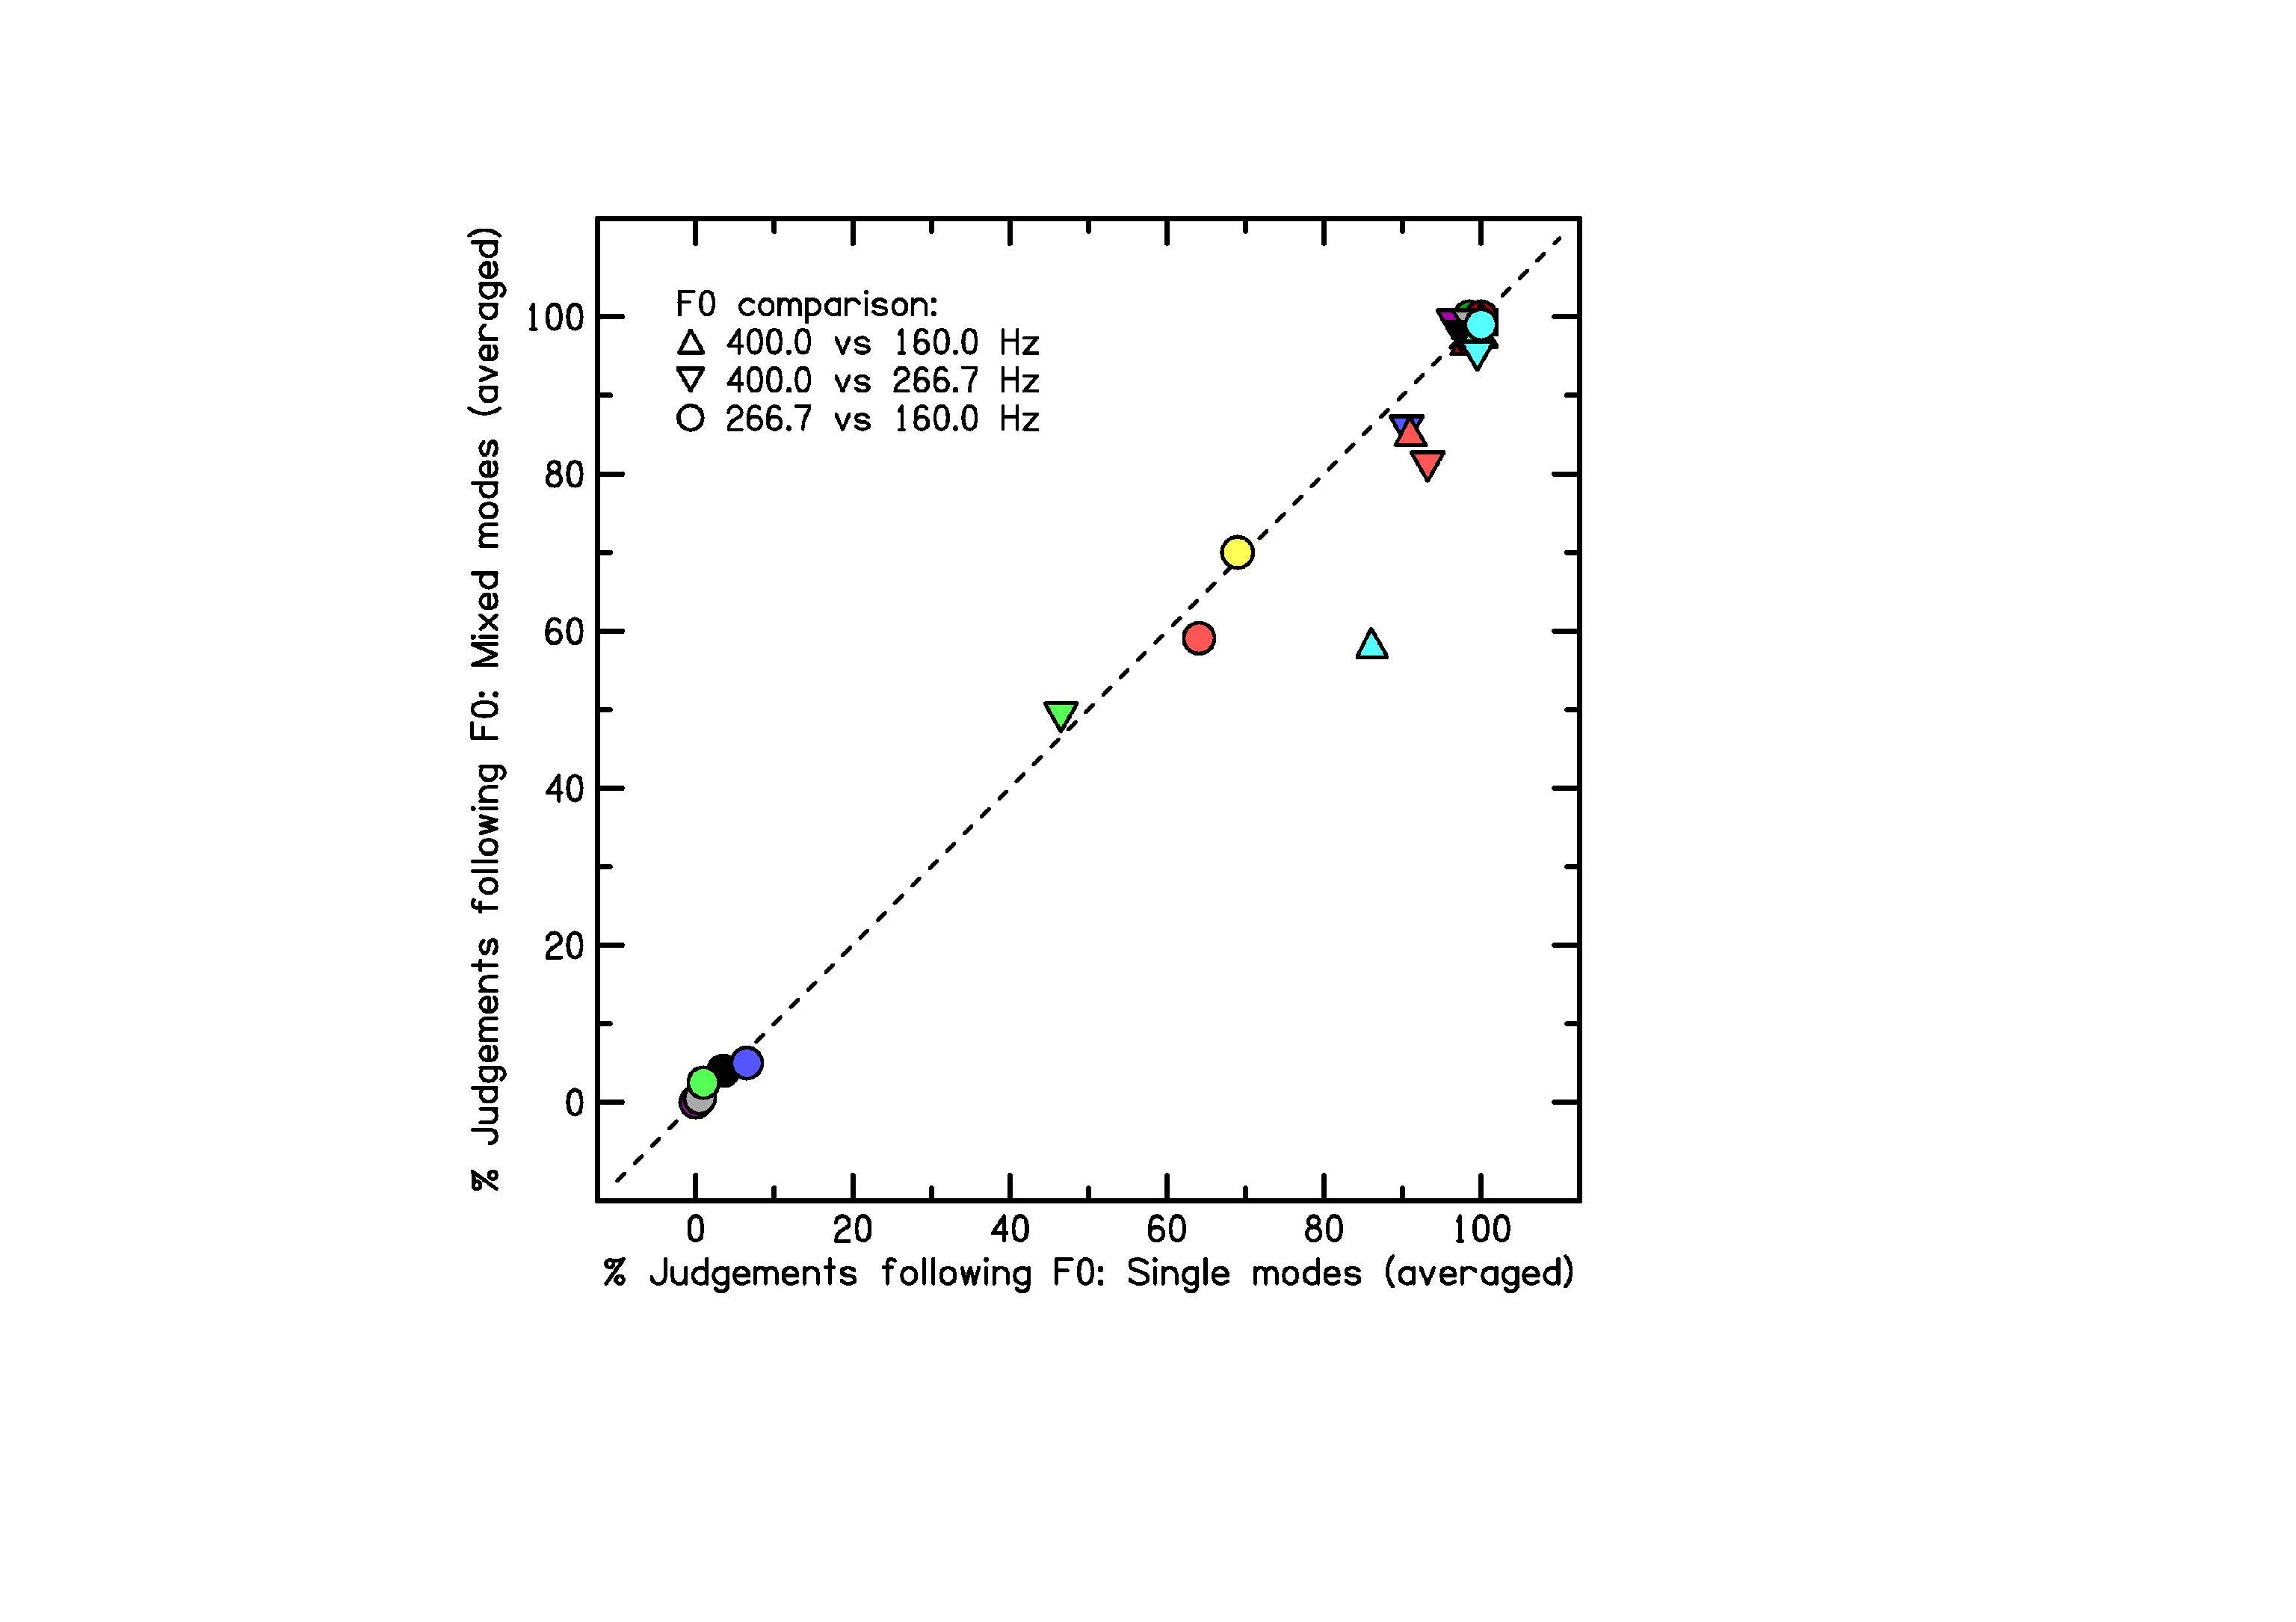 F0 comparison:
400.0 vs 160.0 Hz
400.0 vs 266.7 Hz
266.7 vs 160.0 Hz
% Judgements following F0: Mixed modes (averaged)
100
80
60
40
20
0
0 20 40 60 80 100
% Judgements following F0: Single modes (averaged)